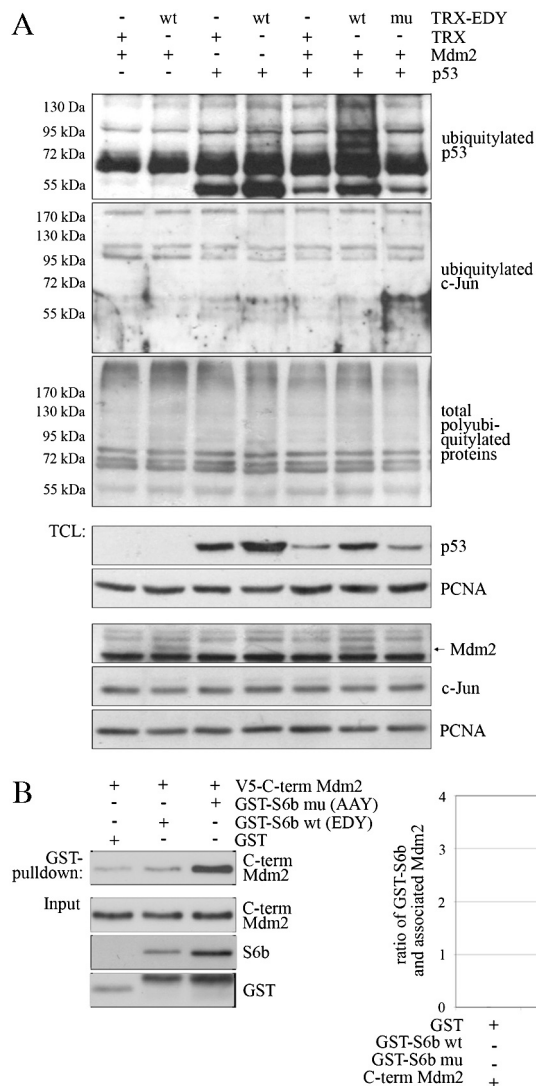 A
- wt - wt - wt mu TRX-EDY
+ - + - + - - TRX
+ + - - + + + Mdm2
- - + + + + + p53
130 Da
95 kDa
72 kDa
55 kDa
ubiquitylated
p53
170 kDa
130 kDa
95 kDa
72 kDa
55 kDa
ubiquitylated
c-Jun
170 kDa
130 kDa
95 kDa
72 kDa
55 kDa
total
polyubi-
quitylated
proteins
TCL:
p53
PCNA
Mdm2
c-Jun
PCNA
B
+ + + V5-C-term Mdm2
- - + GST-S6b mu (AAY)
- + - GST-S6b wt (EDY)
+ - - GST
GST-
pulldown:
C-term
Mdm2
Input
C-term
Mdm2
S6b
GST
ratio of GST-S6b
and associated Mdm2
4
3
2
1
0
GST +
GST-S6b wt -
GST-S6b mu -
C-term Mdm2 +